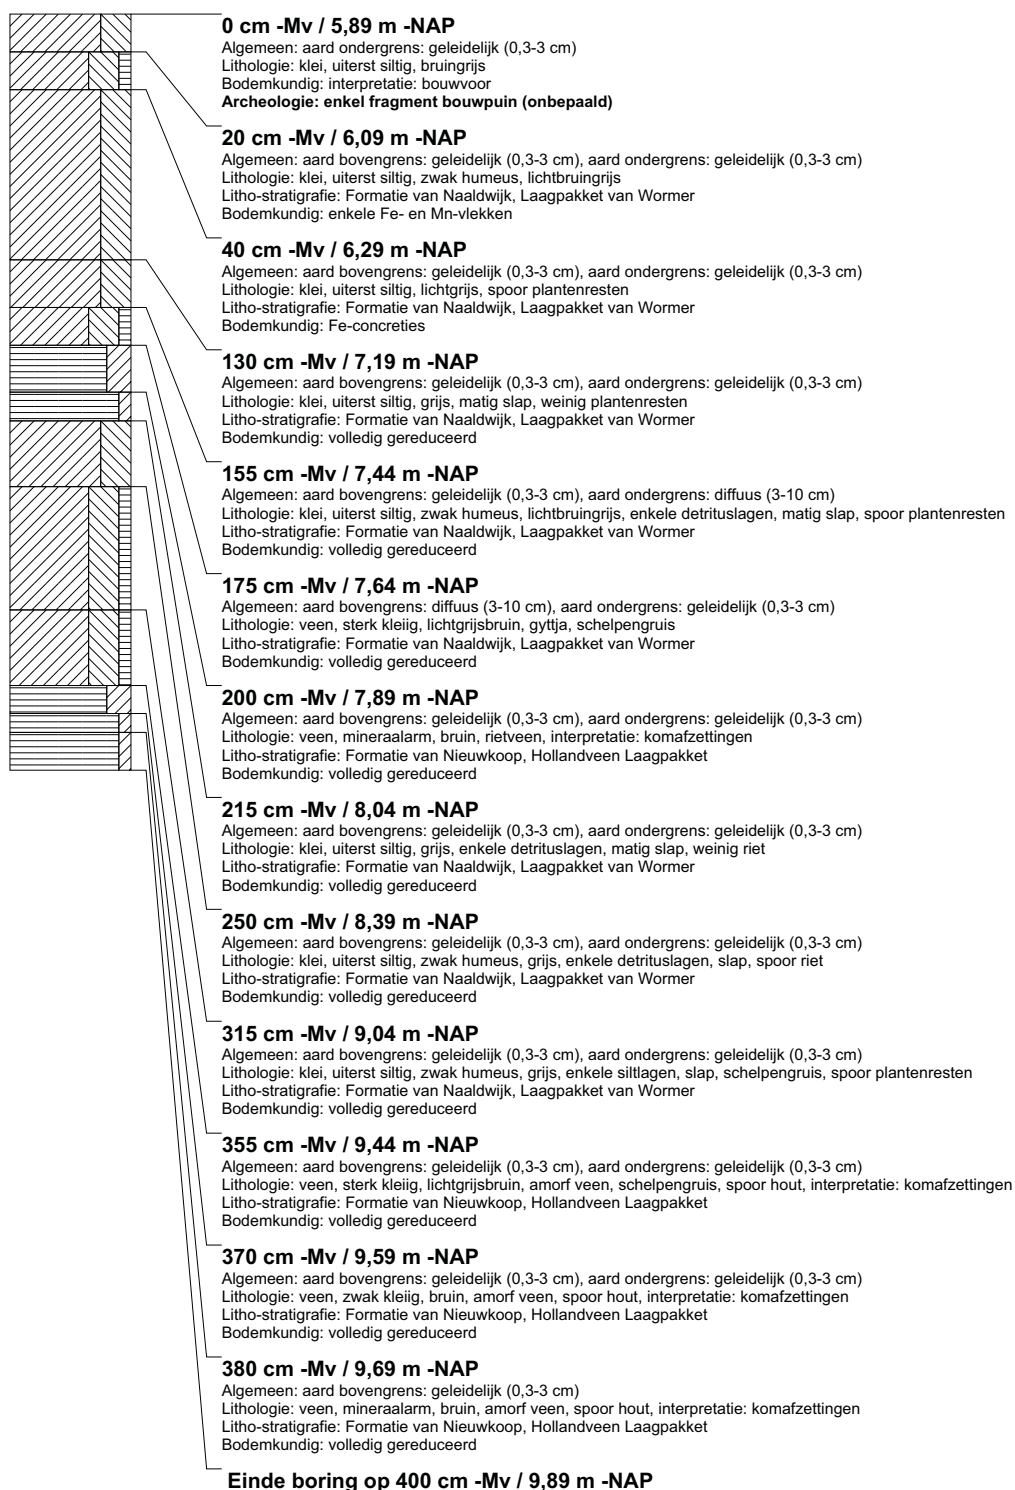 0 cm -Mv / 5,89 m -NAP
Algemeen: aard ondergrens: geleidelijk (0,3-3 cm)
Lithologie: klei, uiterst siltig, bruingrijs
Bodemkundig: interpretatie: bouwvoor
Archeologie: enkel fragment bouwpuin (onbepaald)
20 cm -Mv / 6,09 m -NAP
Algemeen: aard bovengrens: geleidelijk (0,3-3 cm), aard ondergrens: geleidelijk (0,3-3 cm)
Lithologie: klei, uiterst siltig, zwak humeus, lichtbruingrijs
Litho-stratigrafie: Formatie van Naaldwijk, Laagpakket van Wormer
Bodemkundig: enkele Fe- en Mn-vlekken
40 cm -Mv / 6,29 m -NAP
Algemeen: aard bovengrens: geleidelijk (0,3-3 cm), aard ondergrens: geleidelijk (0,3-3 cm)
Lithologie: klei, uiterst siltig, lichtgrijs, spoor plantenresten
Litho-stratigrafie: Formatie van Naaldwijk, Laagpakket van Wormer
Bodemkundig: Fe-concreties
130 cm -Mv / 7,19 m -NAP
Algemeen: aard bovengrens: geleidelijk (0,3-3 cm), aard ondergrens: geleidelijk (0,3-3 cm)
Lithologie: klei, uiterst siltig, grijs, matig slap, weinig plantenresten
Litho-stratigrafie: Formatie van Naaldwijk, Laagpakket van Wormer
Bodemkundig: volledig gereduceerd
155 cm -Mv / 7,44 m -NAP
Algemeen: aard bovengrens: geleidelijk (0,3-3 cm), aard ondergrens: diffuus (3-10 cm)
Lithologie: klei, uiterst siltig, zwak humeus, lichtbruingrijs, enkele detrituslagen, matig slap, spoor plantenresten
Litho-stratigrafie: Formatie van Naaldwijk, Laagpakket van Wormer
Bodemkundig: volledig gereduceerd
175 cm -Mv / 7,64 m -NAP
Algemeen: aard bovengrens: diffuus (3-10 cm), aard ondergrens: geleidelijk (0,3-3 cm)
Lithologie: veen, sterk kleiig, lichtgrijsbruin, gyttja, schelpengruis
Litho-stratigrafie: Formatie van Naaldwijk, Laagpakket van Wormer
Bodemkundig: volledig gereduceerd
200 cm -Mv / 7,89 m -NAP
Algemeen: aard bovengrens: geleidelijk (0,3-3 cm), aard ondergrens: geleidelijk (0,3-3 cm)
Lithologie: veen, mineraalarm, bruin, rietveen, interpretatie: komafzettingen
Litho-stratigrafie: Formatie van Nieuwkoop, Hollandveen Laagpakket
Bodemkundig: volledig gereduceerd
215 cm -Mv / 8,04 m -NAP
Algemeen: aard bovengrens: geleidelijk (0,3-3 cm), aard ondergrens: geleidelijk (0,3-3 cm)
Lithologie: klei, uiterst siltig, grijs, enkele detrituslagen, matig slap, weinig riet
Litho-stratigrafie: Formatie van Naaldwijk, Laagpakket van Wormer
Bodemkundig: volledig gereduceerd
250 cm -Mv / 8,39 m -NAP
Algemeen: aard bovengrens: geleidelijk (0,3-3 cm), aard ondergrens: geleidelijk (0,3-3 cm)
Lithologie: klei, uiterst siltig, zwak humeus, grijs, enkele detrituslagen, slap, spoor riet
Litho-stratigrafie: Formatie van Naaldwijk, Laagpakket van Wormer
Bodemkundig: volledig gereduceerd
315 cm -Mv / 9,04 m -NAP
Algemeen: aard bovengrens: geleidelijk (0,3-3 cm), aard ondergrens: geleidelijk (0,3-3 cm)
Lithologie: klei, uiterst siltig, zwak humeus, grijs, enkele siltlagen, slap, schelpengruis, spoor plantenresten
Litho-stratigrafie: Formatie van Naaldwijk, Laagpakket van Wormer
Bodemkundig: volledig gereduceerd
355 cm -Mv / 9,44 m -NAP
Algemeen: aard bovengrens: geleidelijk (0,3-3 cm), aard ondergrens: geleidelijk (0,3-3 cm)
Lithologie: veen, sterk kleiig, lichtgrijsbruin, amorf veen, schelpengruis, spoor hout, interpretatie: komafzettingen
Litho-stratigrafie: Formatie van Nieuwkoop, Hollandveen Laagpakket
Bodemkundig: volledig gereduceerd
370 cm -Mv / 9,59 m -NAP
Algemeen: aard bovengrens: geleidelijk (0,3-3 cm), aard ondergrens: geleidelijk (0,3-3 cm)
Lithologie: veen, zwak kleiig, bruin, amorf veen, spoor hout, interpretatie: komafzettingen
Litho-stratigrafie: Formatie van Nieuwkoop, Hollandveen Laagpakket
Bodemkundig: volledig gereduceerd
380 cm -Mv / 9,69 m -NAP
Algemeen: aard bovengrens: geleidelijk (0,3-3 cm)
Lithologie: veen, mineraalarm, bruin, amorf veen, spoor hout, interpretatie: komafzettingen
Litho-stratigrafie: Formatie van Nieuwkoop, Hollandveen Laagpakket
Bodemkundig: volledig gereduceerd
Einde boring op 400 cm -Mv / 9,89 m -NAP